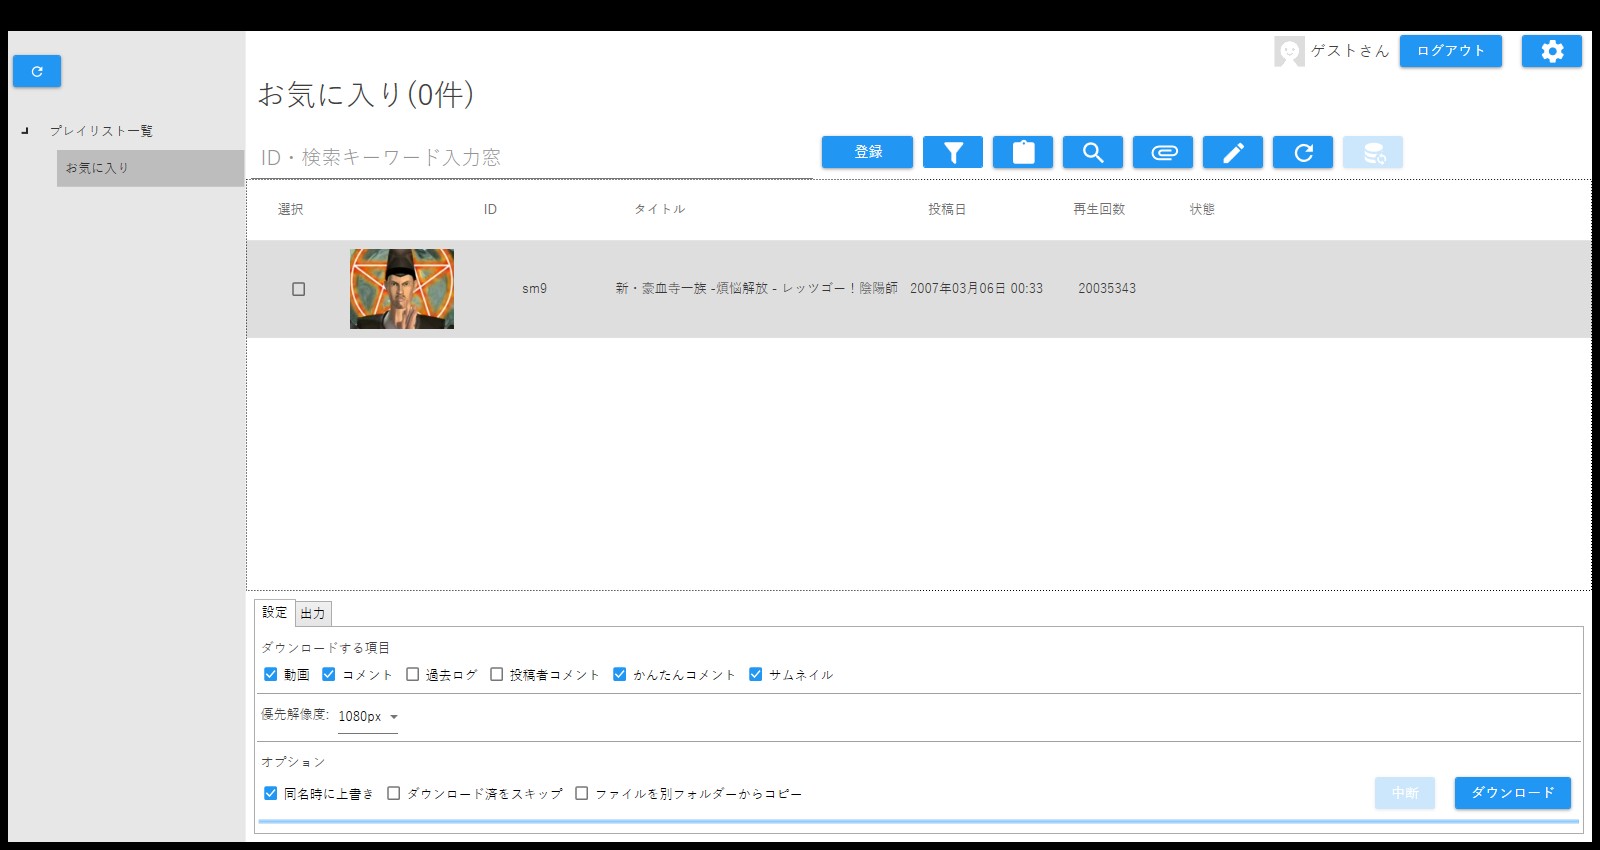 ゲストさん ログアウト
お気に入り(0件)
プレイリスト一覧
お気に入り
ID・検索キーワード入力窓 登録
選択 ID タイトル 投稿日 再生回数 状態
sm9 新・豪血寺一族 -煩悩解放 - レッツゴー！陰陽師 2007年03月06日 00:33 20035343
設定 出力
ダウンロードする項目
動画 コメント 過去ログ 投稿者コメント かんたんコメント サムネイル
優先解像度: 1080px
オプション
同名時に上書き ダウンロード済をスキップ ファイルを別フォルダーからコピー 中断 ダウンロード